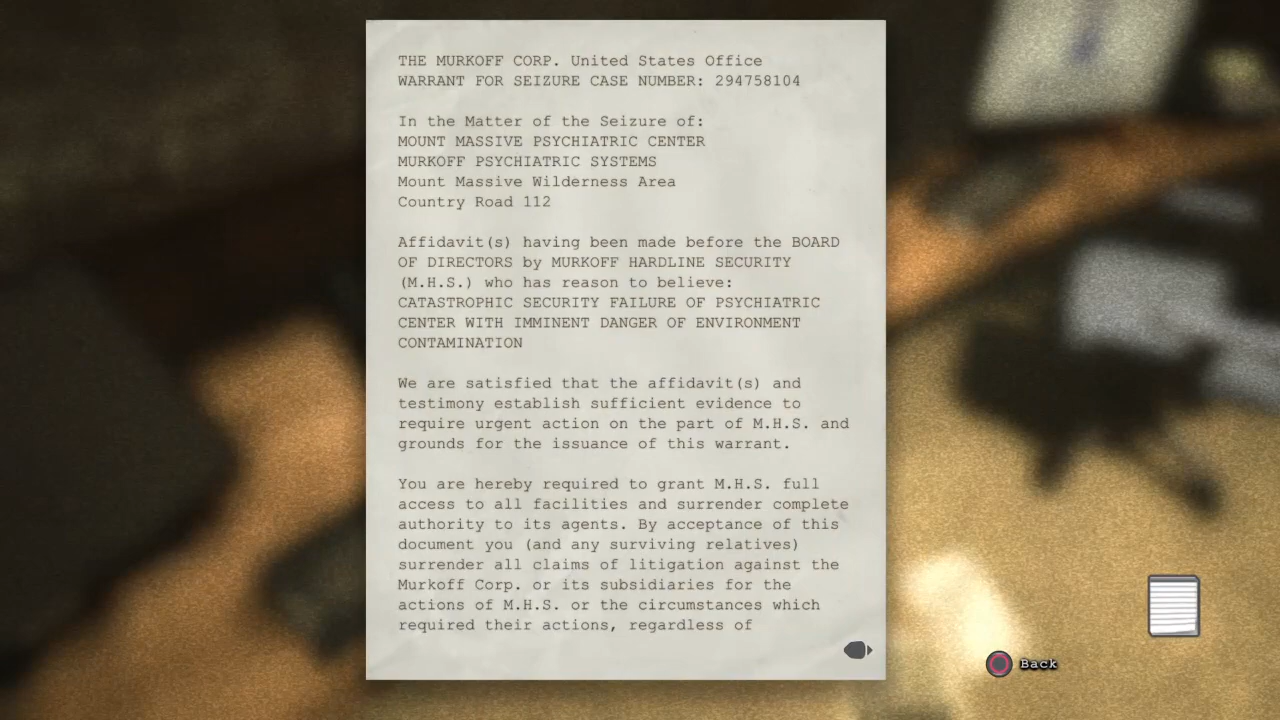 THE MURKOFF CORP. United States Office
WARRANT FOR SEIZURE CASE NUMBER: 294758104
In the Matter of the Seizure of:
MOUNT MASSIVE PSYCHIATRIC CENTER
MURKOFF PSYCHIATRIC SYSTEMS
Mount Massive Wilderness Area
Country Road 112
Affidavit(s) having been made before the BOARD
OF DIRECTORS by MURKOFF HARDLINE SECURITY
(M.H.S.) who has reason to believe:
CATASTROPHIC SECURITY FAILURE OF PSYCHIATRIC
CENTER WITH IMMINENT DANGER OF ENVIRONMENT
CONTAMINATION
We are satisfied that the affidavit(s) and
testimony establish sufficient evidence to
require urgent action on the part of M.H.S. and
grounds for the issuance of this warrant.
You are hereby required to grant M.H.S. full
access to all facilities and surrender complete
authority to its agents. By acceptance of this
document you (and any surviving relatives)
surrender all claims of litigation against the
Murkoff Corp. or its subsidiaries for the
actions of M.H.S. or the circumstances which
required their actions, regardless of
Back